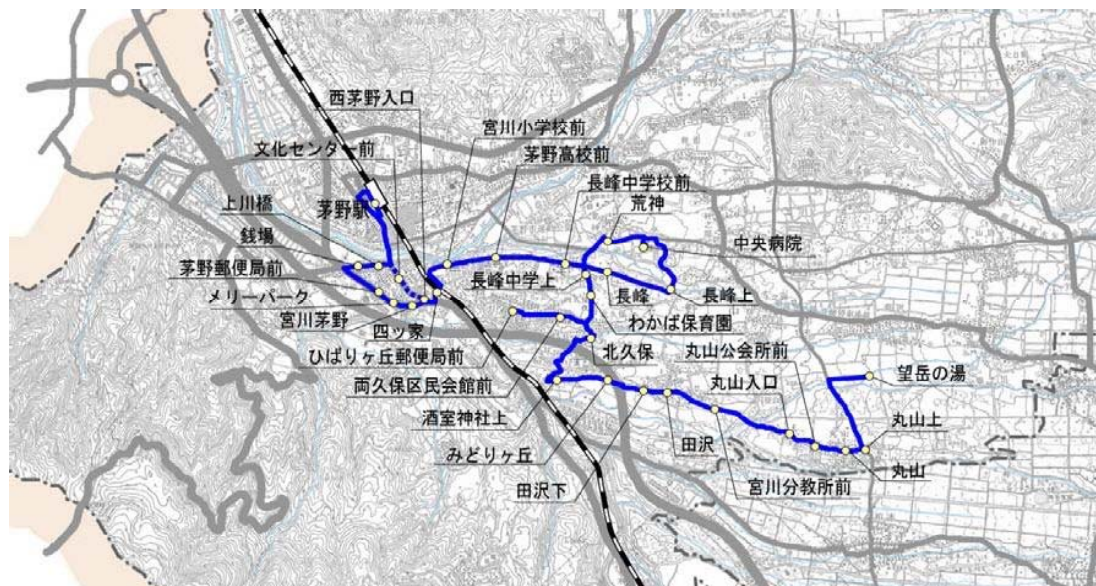 西茅野入口
宮川小学校前
文化センター前
茅野高校前
長峰中学校前
上川橋
茅野駅
荒神
中央病院
銭場
茅野郵便局前
長峰中学上
長峰
長峰上
メリーパーク
宮川茅野
四ッ家
わかば保育園
ひばりヶ丘郵便局前
北久保
丸山公会所前
両久保区民会館前
丸山入口
望岳の湯
酒室神社上
丸山上
みどりヶ丘
田沢
丸山
田沢下
宮川分教所前